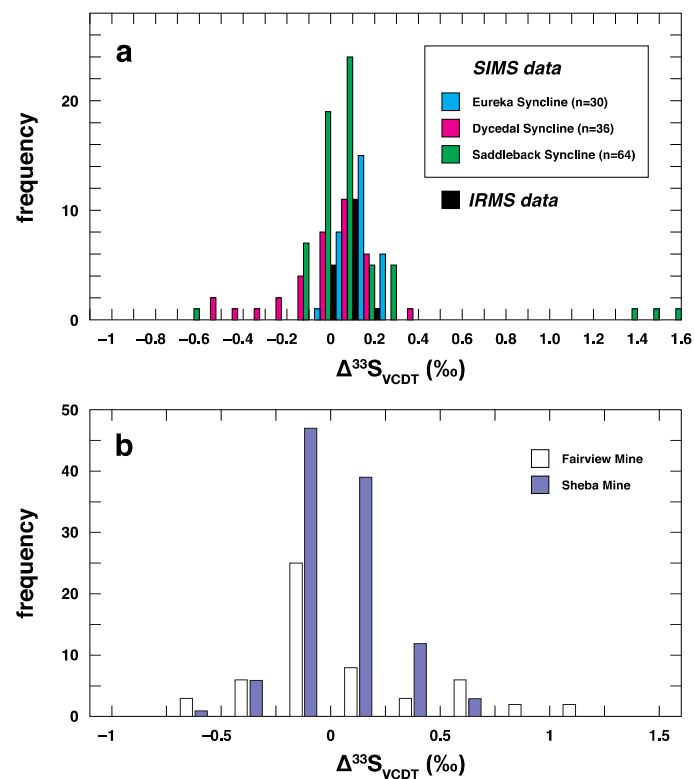 a
SIMS data
Eureka Syncline (n=30)
Dycedal Syncline (n=36)
Saddleback Syncline (n=64)
IRMS data
frequency
20
10
0
−1 −0.8 −0.6 −0.4 −0.2 0 0.2 0.4 0.6 0.8 1.0 1.2 1.4 1.6
Δ33SVCDT (‰)
b
Fairview Mine
Sheba Mine
frequency
50
40
30
20
10
0
−1 −0.5 0 0.5 1 1.5
Δ33SVCDT (‰)